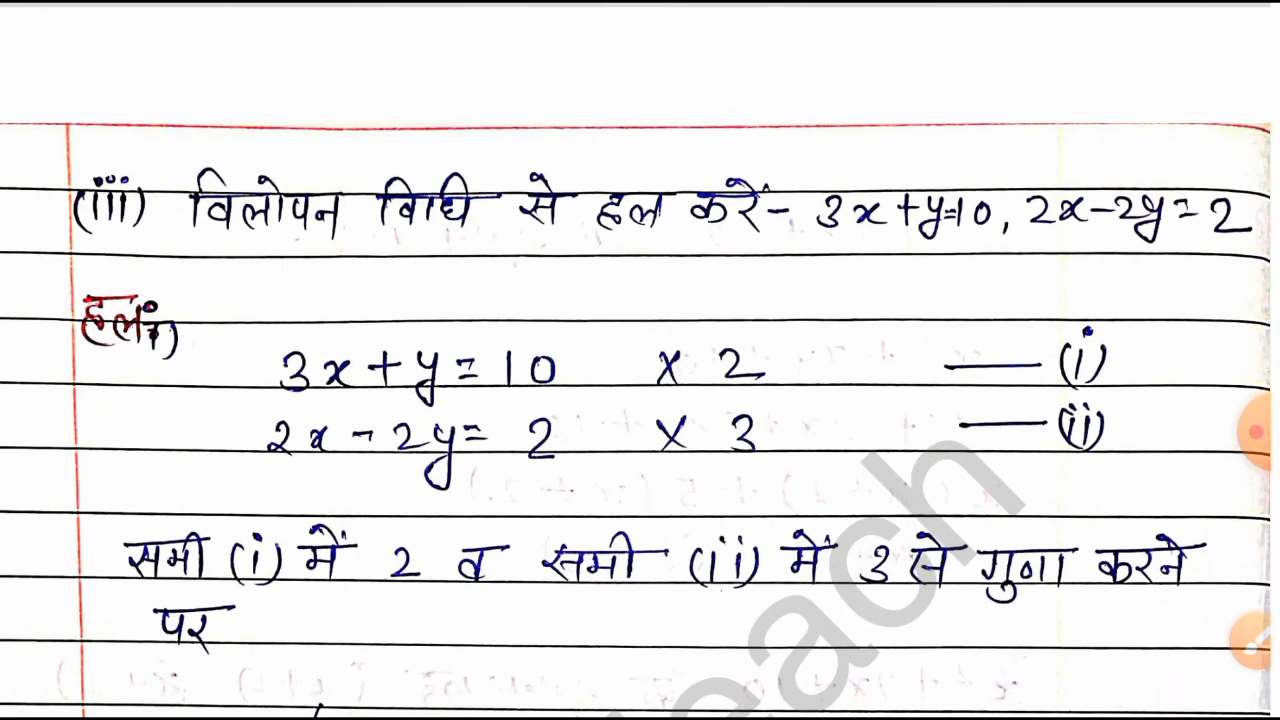 (iii) विलोपन विधि से हल करें- 3x+y=10, 2x-2y=2
हलः-)
3x+y=10 × 2 —— (i)
2x-2y= 2 × 3 —— (ii)
समी (i) में 2 व समी (ii) में 3 से गुणा करने
पर
each